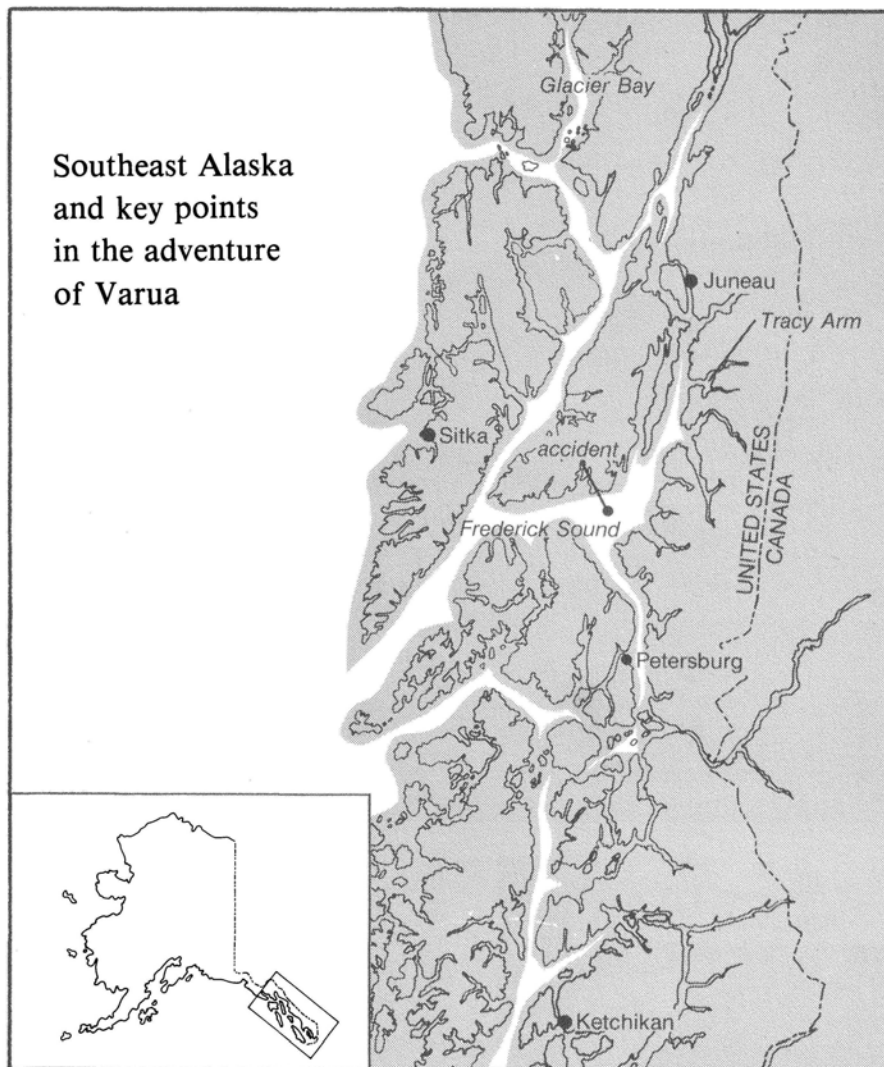 Southeast Alaska
and key points
in the adventure
of Varua
Glacier Bay
Juneau
Tracy Arm
Sitka
accident
Frederick Sound
UNITED STATES
CANADA
Petersburg
Ketchikan